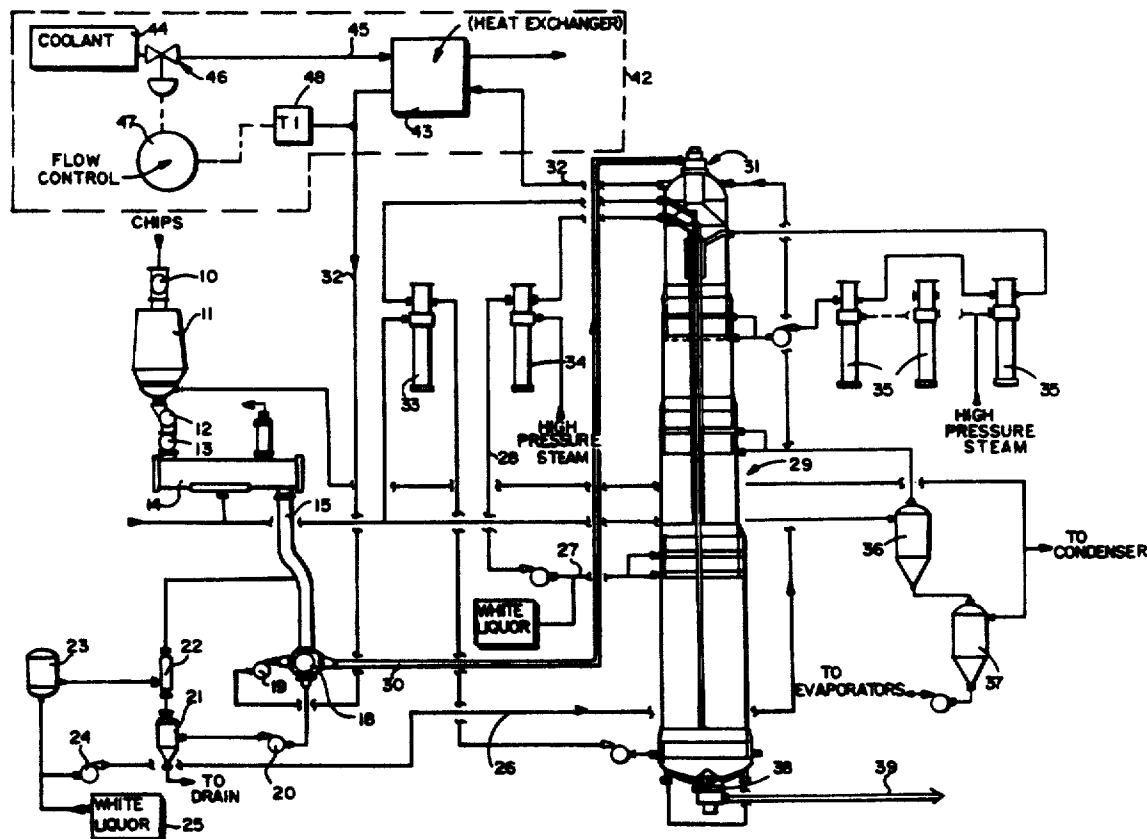 (HEAT EXCHANGER)
44
COOLANT
45
46
42
48
T I
43
47
FLOW
CONTROL
32
31
CHIPS
10
32
11
12
13
33
34
35
35
35
HIGH
PRESSURE
STEAM
HIGH
PRESSURE
STEAM
28
29
14
15
36
TO
CONDENSER
27
WHITE
LIQUOR
23
22
19
30
18
TO
EVAPORATORS
37
21
24
20
26
TO
DRAIN
38
39
WHITE
LIQUOR
25